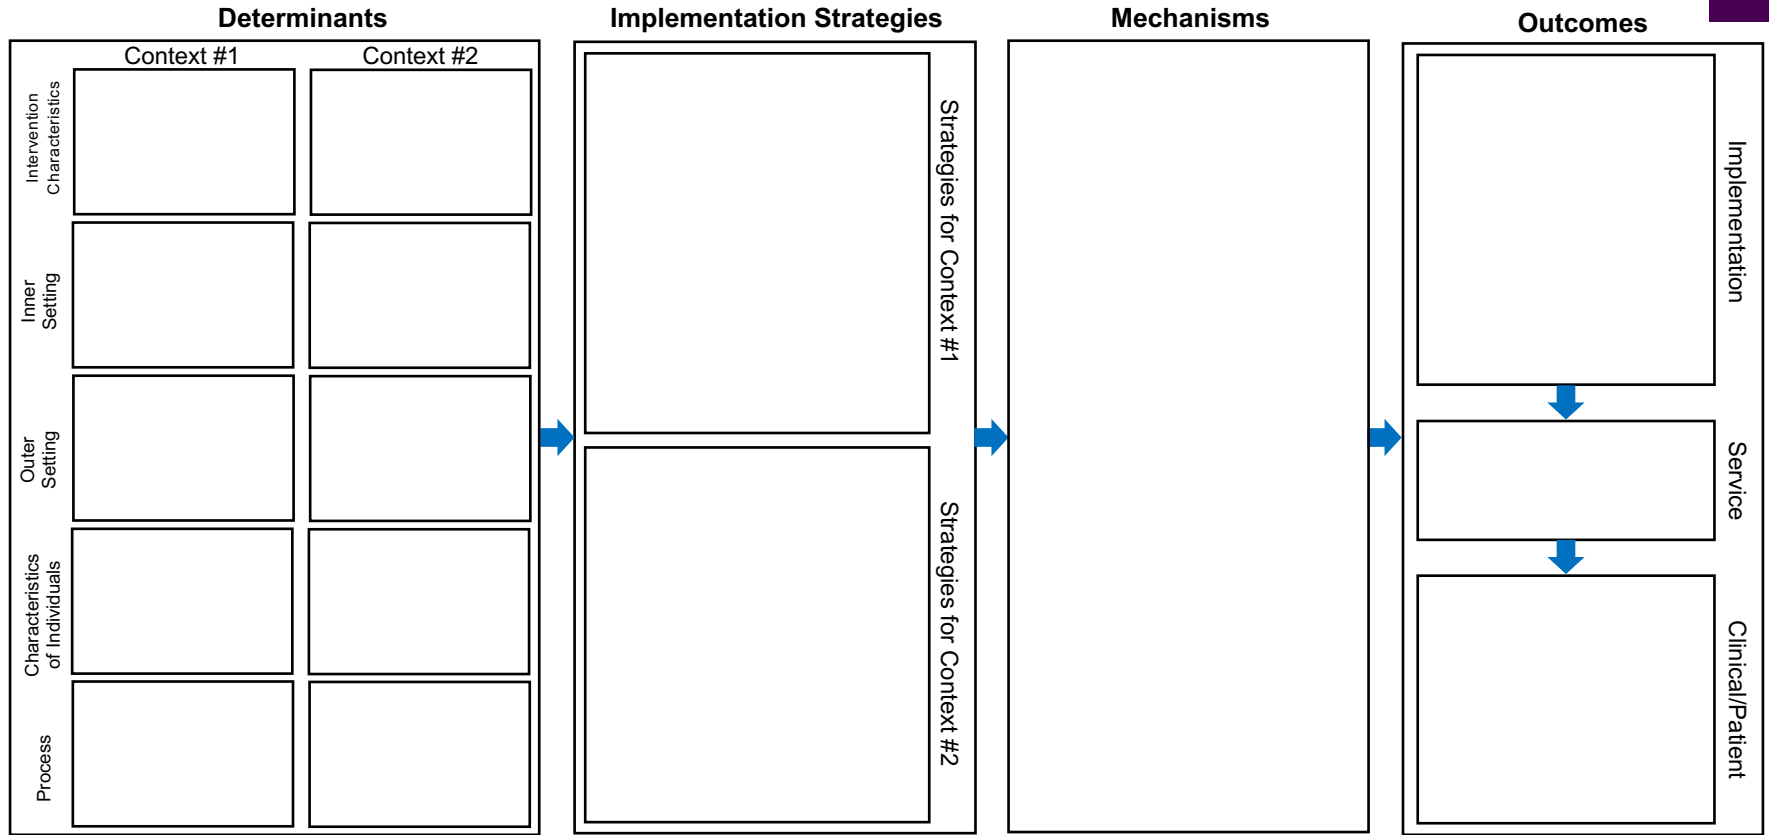 Determinants
Implementation Strategies
Mechanisms
Outcomes
Context #1
Context #2
Intervention
Characteristics
Inner
Setting
Outer
Setting
Characteristics
of Individuals
Process
Strategies for Context #1
Strategies for Context #2
Implementation
Service
Clinical/Patient